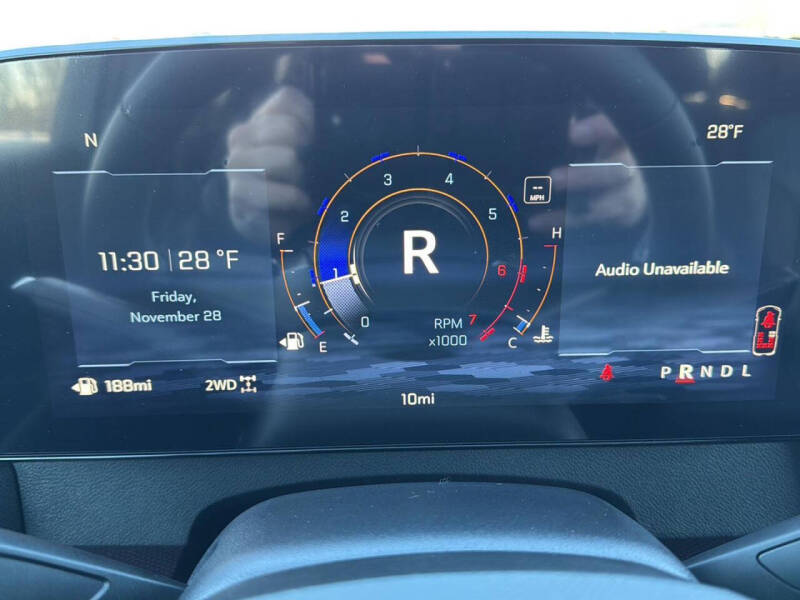 N
28°F
11:30 | 28 °F
Friday,
November 28
F
E
0
1
2
3
4
5
6
7
R
RPM
x1000
--
MPH
H
C
Audio Unavailable
188mi
2WD
10mi
P R N D L